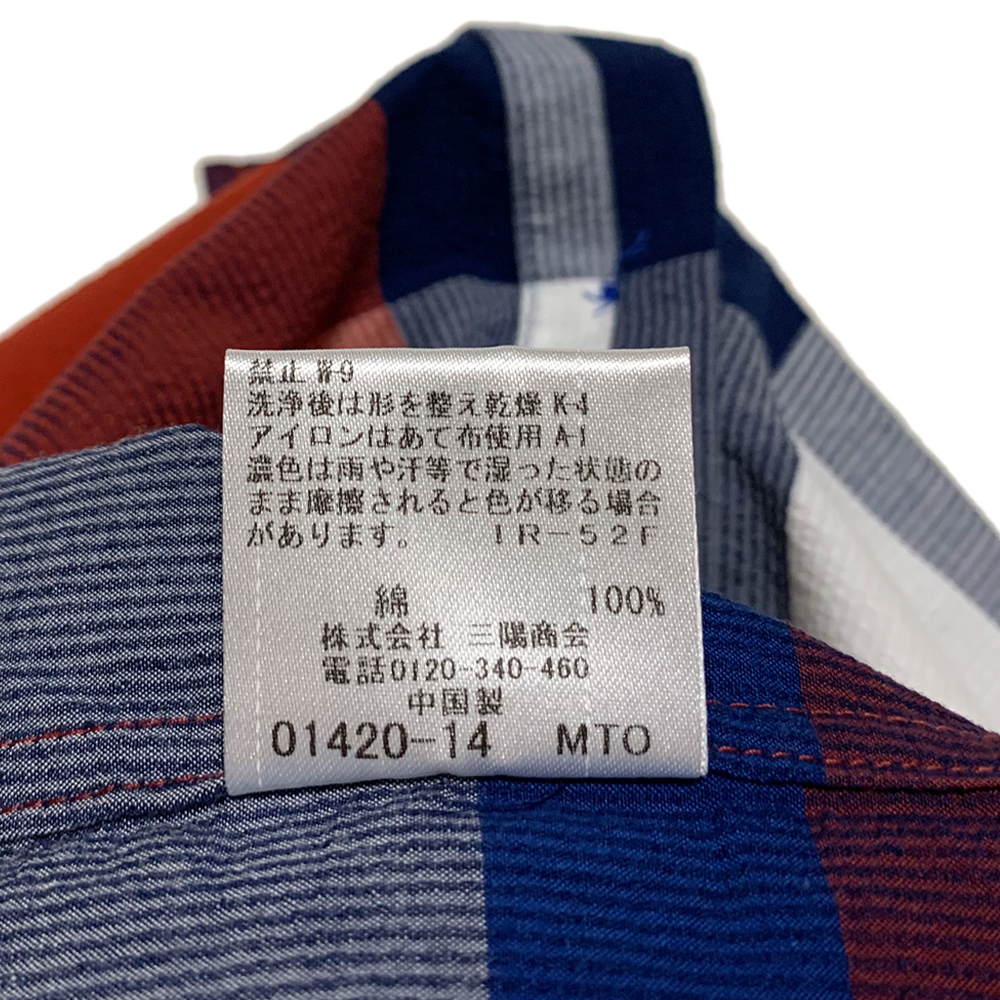 禁止 W-9
洗浄後は形を整え乾燥 K-4
アイロンはあて布使用 A-1
濃色は雨や汗等で湿った状態の
まま摩擦されると色が移る場合
があります。 IR-52F
綿 100%
株式会社 三陽商会
電話0120-340-460
中国製
01420-14 MTO